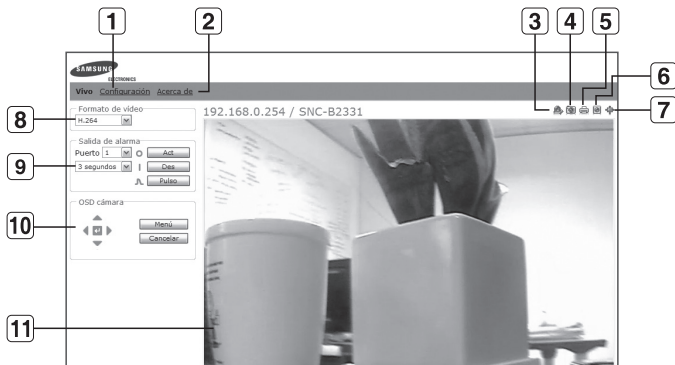 1
2
3
4
5
6
7
8
9
10
11
SAMSUNG
ELECTRONICS
Vivo Configuración Acerca de
Formato de vídeo
H.264
192.168.0.254 / SNC-B2331
Salida de alarma
Puerto 1 Act
3 segundos Des
Pulso
OSD cámara
Menú
Cancelar